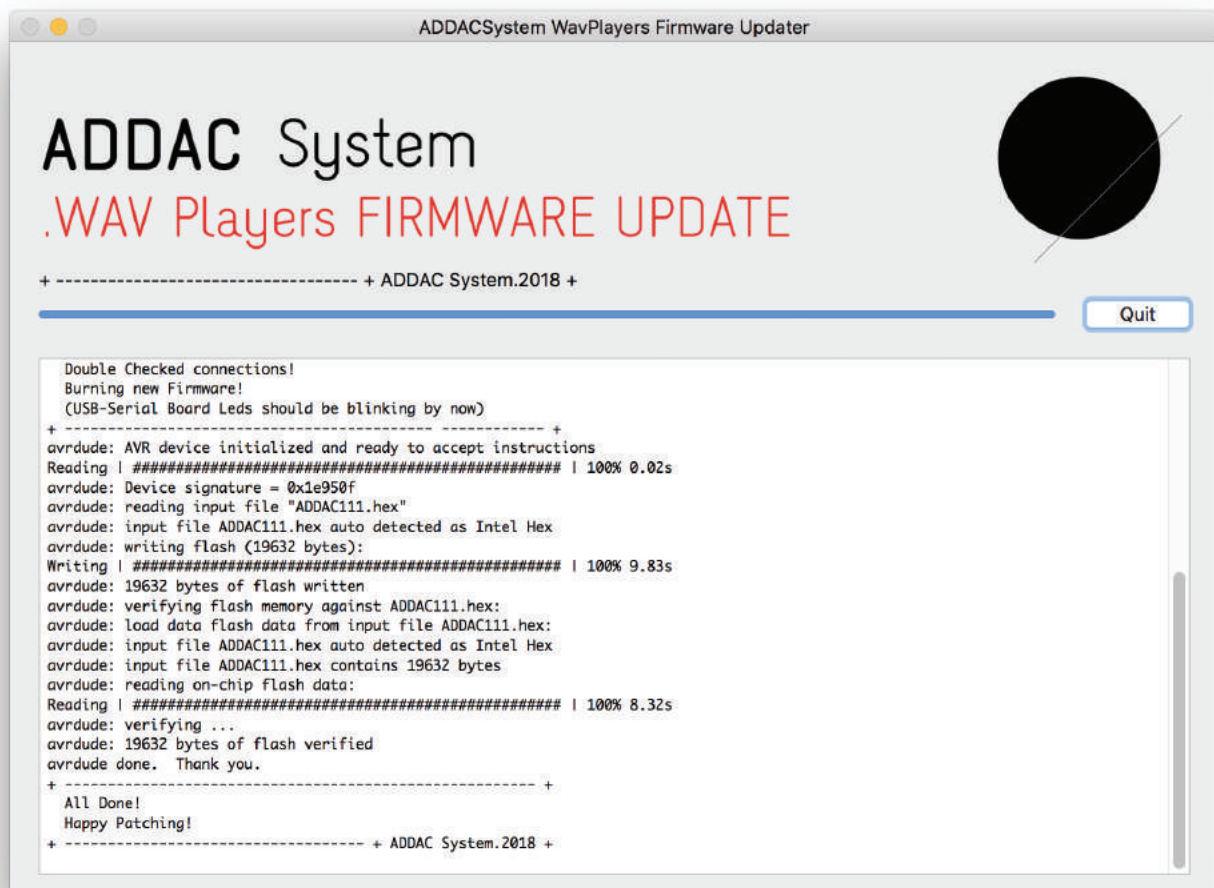 ADDACSystem WavPlayers Firmware Updater
ADDAC System
.WAV Players FIRMWARE UPDATE
+ ----------------------------------- + ADDAC System.2018 +
Quit
Double Checked connections!
Burning new Firmware!
(USB-Serial Board Leds should be blinking by now)
+ ------------------------------------------- ------------ +
avrdude: AVR device initialized and ready to accept instructions
Reading | ################################################## | 100% 0.02s
avrdude: Device signature = 0x1e950f
avrdude: reading input file "ADDAC111.hex"
avrdude: input file ADDAC111.hex auto detected as Intel Hex
avrdude: writing flash (19632 bytes):
Writing | ################################################## | 100% 9.83s
avrdude: 19632 bytes of flash written
avrdude: verifying flash memory against ADDAC111.hex:
avrdude: load data flash data from input file ADDAC111.hex:
avrdude: input file ADDAC111.hex auto detected as Intel Hex
avrdude: input file ADDAC111.hex contains 19632 bytes
avrdude: reading on-chip flash data:
Reading | ################################################## | 100% 8.32s
avrdude: verifying ...
avrdude: 19632 bytes of flash verified
avrdude done.  Thank you.
+ ------------------------------------------------------- +
All Done!
Happy Patching!
+ ----------------------------------- + ADDAC System.2018 +